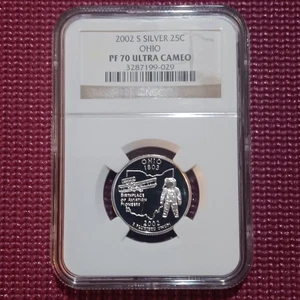 2002 S SILVER 25C
OHIO
PF 70 ULTRA CAMEO
3287199-029
OHIO
1803
BIRTHPLACE
OF AVIATION
PIONEERS
2002
E PLURIBUS UNUM